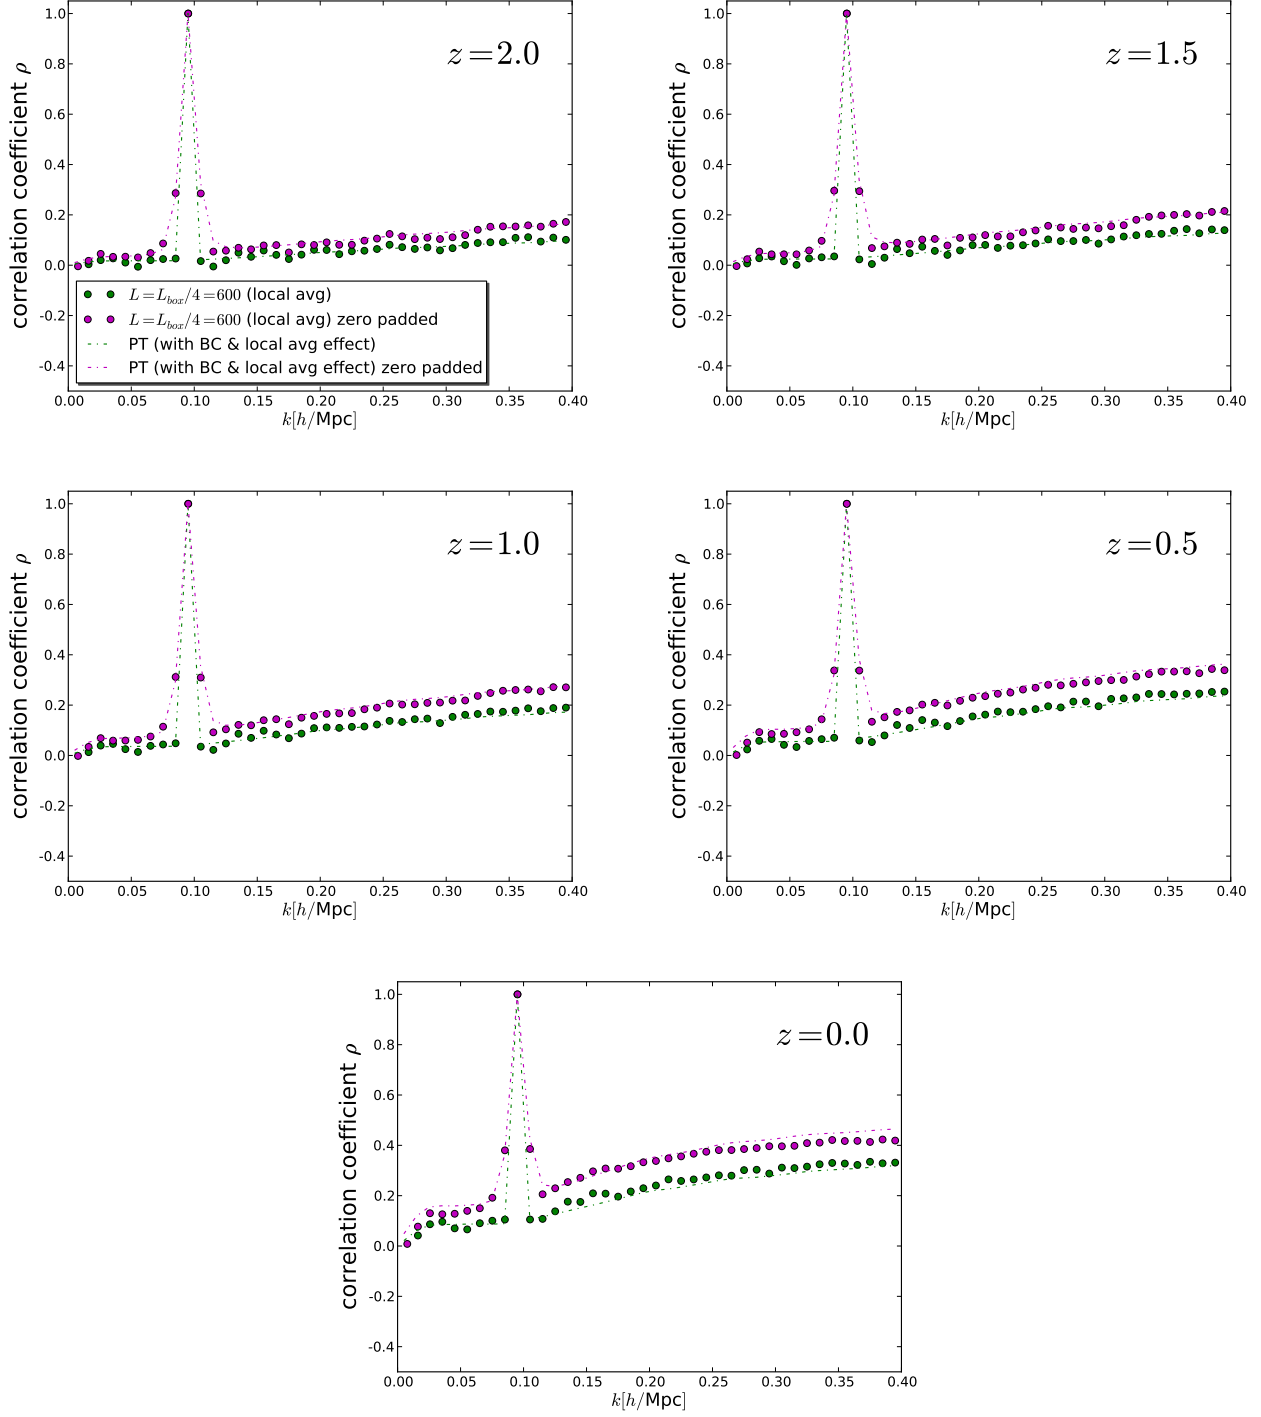 1.0
0.8
0.6
0.4
0.2
0.0
-0.2
-0.4
correlation coefficient ρ
z=2.0
L=L_box/4=600 (local avg)
L=L_box/4=600 (local avg) zero padded
PT (with BC & local avg effect)
PT (with BC & local avg effect) zero padded
0.00 0.05 0.10 0.15 0.20 0.25 0.30 0.35 0.40
k[h/Mpc]
1.0
0.8
0.6
0.4
0.2
0.0
-0.2
-0.4
correlation coefficient ρ
z=1.5
0.00 0.05 0.10 0.15 0.20 0.25 0.30 0.35 0.40
k[h/Mpc]
1.0
0.8
0.6
0.4
0.2
0.0
-0.2
-0.4
correlation coefficient ρ
z=1.0
0.00 0.05 0.10 0.15 0.20 0.25 0.30 0.35 0.40
k[h/Mpc]
1.0
0.8
0.6
0.4
0.2
0.0
-0.2
-0.4
correlation coefficient ρ
z=0.5
0.00 0.05 0.10 0.15 0.20 0.25 0.30 0.35 0.40
k[h/Mpc]
1.0
0.8
0.6
0.4
0.2
0.0
-0.2
-0.4
correlation coefficient ρ
z=0.0
0.00 0.05 0.10 0.15 0.20 0.25 0.30 0.35 0.40
k[h/Mpc]